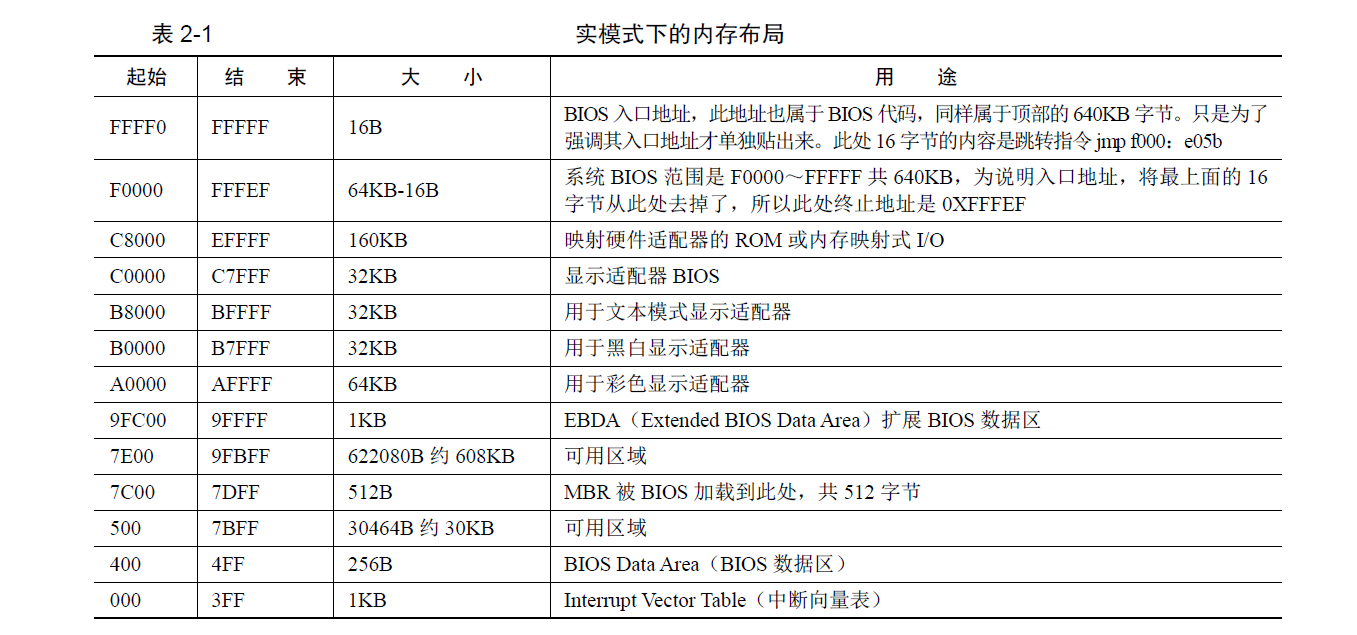 表 2-1 实模式下的内存布局
起始 结 束 大 小 用 途
FFFF0 FFFFF 16B BIOS 入口地址，此地址也属于 BIOS 代码，同样属于顶部的 640KB 字节。只是为了
强调其入口地址才单独贴出来。此处 16 字节的内容是跳转指令 jmp f000：e05b
F0000 FFFEF 64KB-16B 系统 BIOS 范围是 F0000～FFFFF 共 640KB，为说明入口地址，将最上面的 16
字节从此处去掉了，所以此处终止地址是 0XFFFEF
C8000 EFFFF 160KB 映射硬件适配器的 ROM 或内存映射式 I/O
C0000 C7FFF 32KB 显示适配器 BIOS
B8000 BFFFF 32KB 用于文本模式显示适配器
B0000 B7FFF 32KB 用于黑白显示适配器
A0000 AFFFF 64KB 用于彩色显示适配器
9FC00 9FFFF 1KB EBDA（Extended BIOS Data Area）扩展 BIOS 数据区
7E00 9FBFF 622080B 约 608KB 可用区域
7C00 7DFF 512B MBR 被 BIOS 加载到此处，共 512 字节
500 7BFF 30464B 约 30KB 可用区域
400 4FF 256B BIOS Data Area（BIOS 数据区）
000 3FF 1KB Interrupt Vector Table（中断向量表）